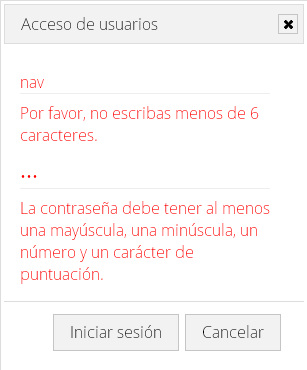 Acceso de usuarios
nav
Por favor, no escribas menos de 6
caracteres.
•••
La contraseña debe tener al menos
una mayúscula, una minúscula, un
número y un carácter de
puntuación.
Iniciar sesión Cancelar